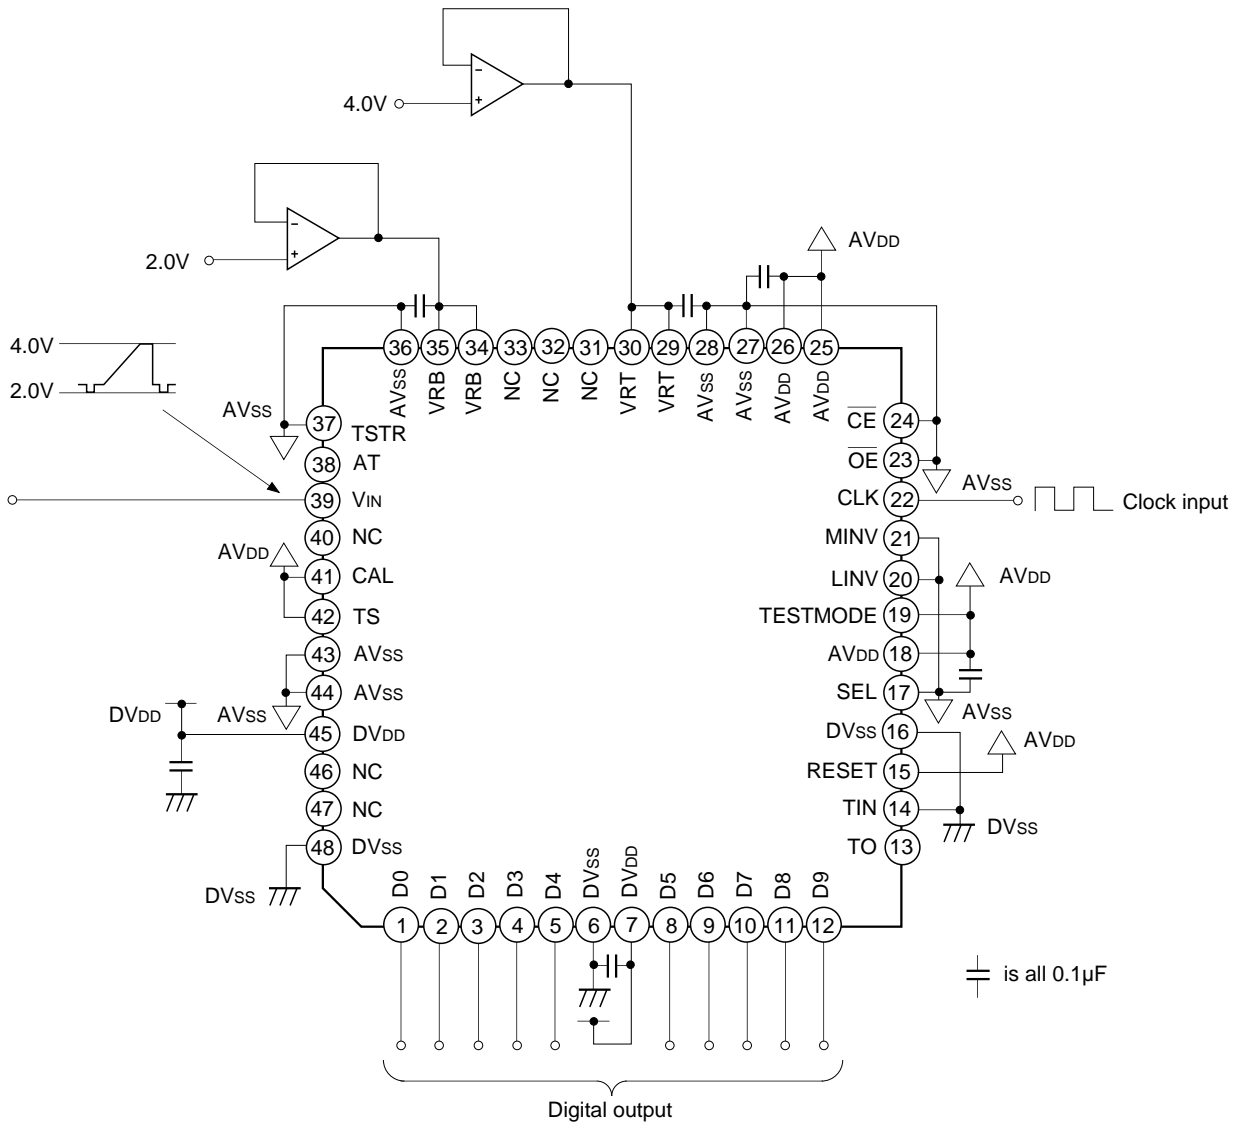 4.0V
2.0V
AVDD
36 35 34 33 32 31 30 29 28 27 26 25
AVSS VRB VRB NC NC NC VRT VRT AVSS AVSS AVDD AVDD
4.0V
2.0V
AVSS
37 TSTR
38 AT
39 VIN
40 NC
AVDD
41 CAL
42 TS
43 AVSS
44 AVSS
AVSS
DVDD
45 DVDD
46 NC
47 NC
48 DVSS
DVSS
CE 24
OE 23
AVSS
CLK 22
Clock input
MINV 21
LINV 20
AVDD
TESTMODE 19
AVDD 18
SEL 17
AVSS
DVSS 16
AVDD
RESET 15
TIN 14
DVSS
TO 13
D0 D1 D2 D3 D4 DVSS DVDD D5 D6 D7 D8 D9
1 2 3 4 5 6 7 8 9 10 11 12
is all 0.1µF
Digital output
- + - +